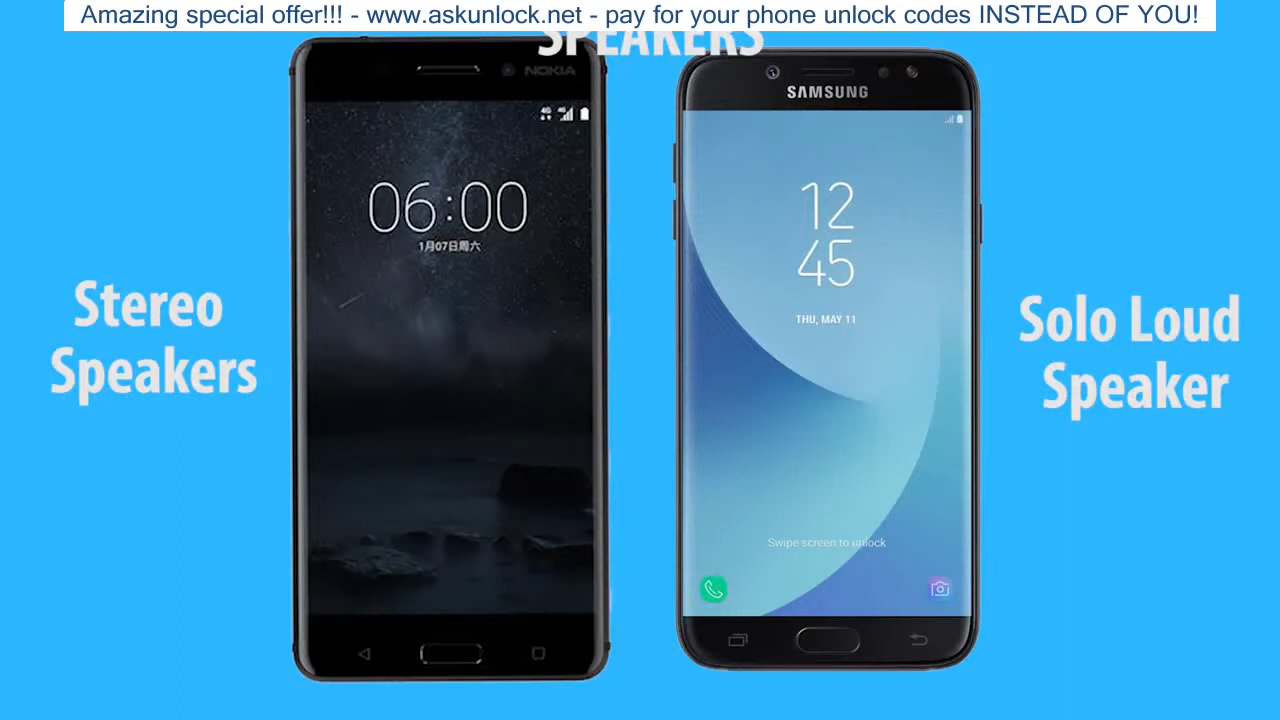 Amazing special offer!!! - www.askunlock.net - pay for your phone unlock codes INSTEAD OF YOU!
SPEAKERS
NOKIA
4G 4G
06:00
1月07日周六
Stereo
Speakers
SAMSUNG
12
45
THU, MAY 11
Swipe screen to unlock
Solo Loud
Speaker